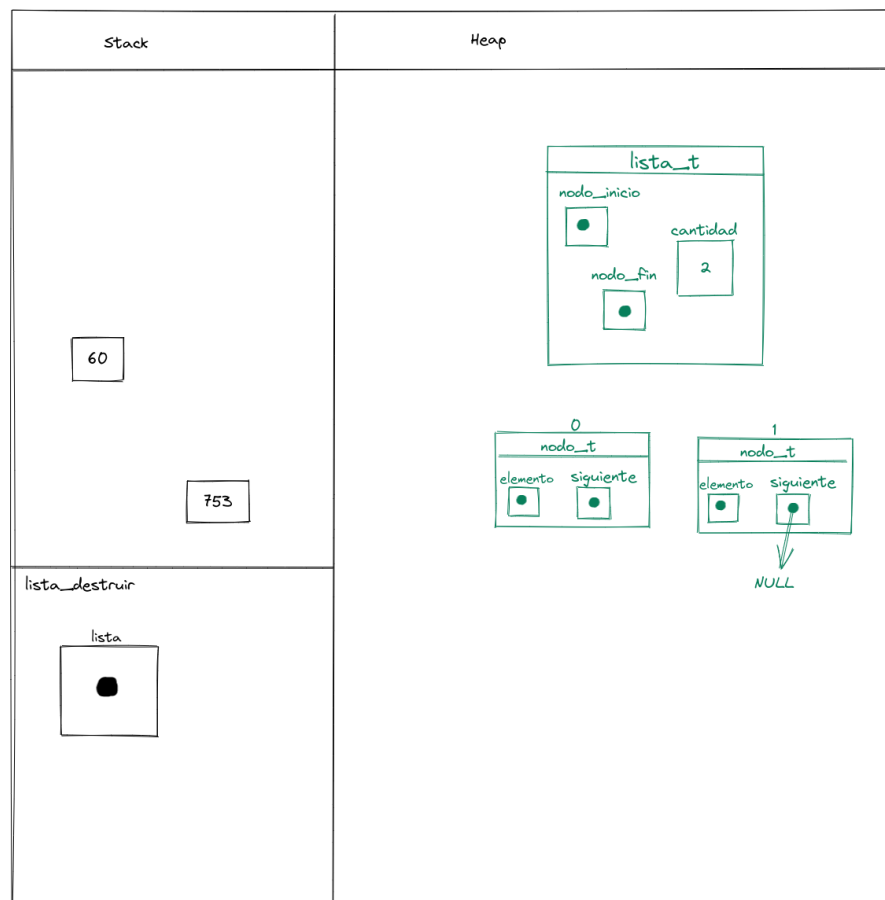 Stack
Heap
lista_t
nodo_inicio
cantidad
2
nodo_fin
60
0
nodo_t
elemento siguiente
1
nodo_t
elemento siguiente
NULL
753
lista_destruir
lista